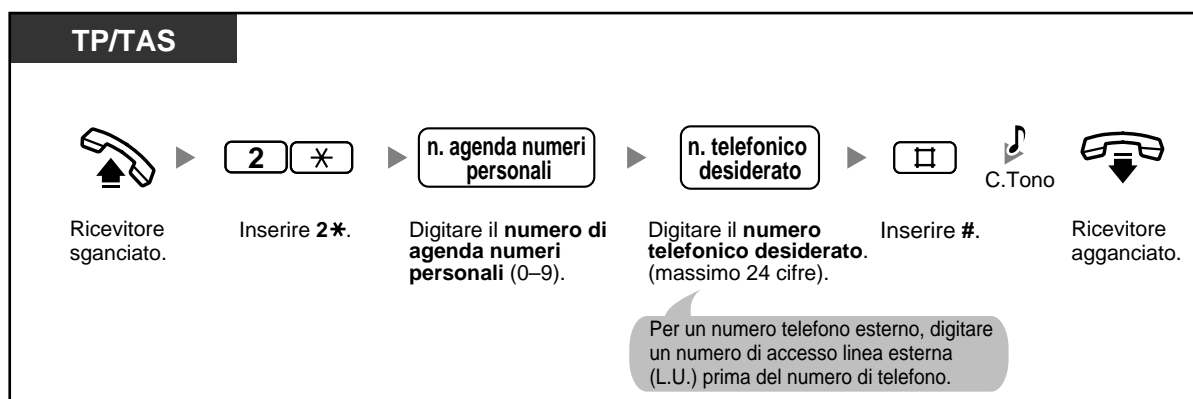 TP/TAS
2 *
n. agenda numeri
personali
n. telefonico
desiderato
#
C.Tono
Ricevitore
sganciato.
Inserire 2*.
Digitare il numero di
agenda numeri
personali (0–9).
Digitare il numero
telefonico desiderato.
(massimo 24 cifre).
Inserire #.
Ricevitore
agganciato.
Per un numero telefono esterno, digitare
un numero di accesso linea esterna
(L.U.) prima del numero di telefono.